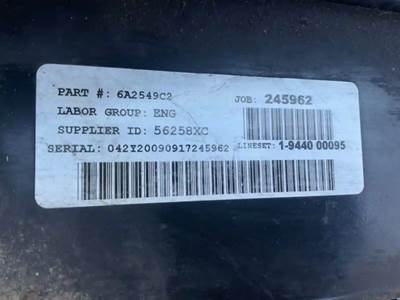 PART #: 6A2549C2 JOB: 245962
LABOR GROUP: ENG
SUPPLIER ID: 56258XC
SERIAL: 042Y20090917245962 LINESET: 1-9440 00095